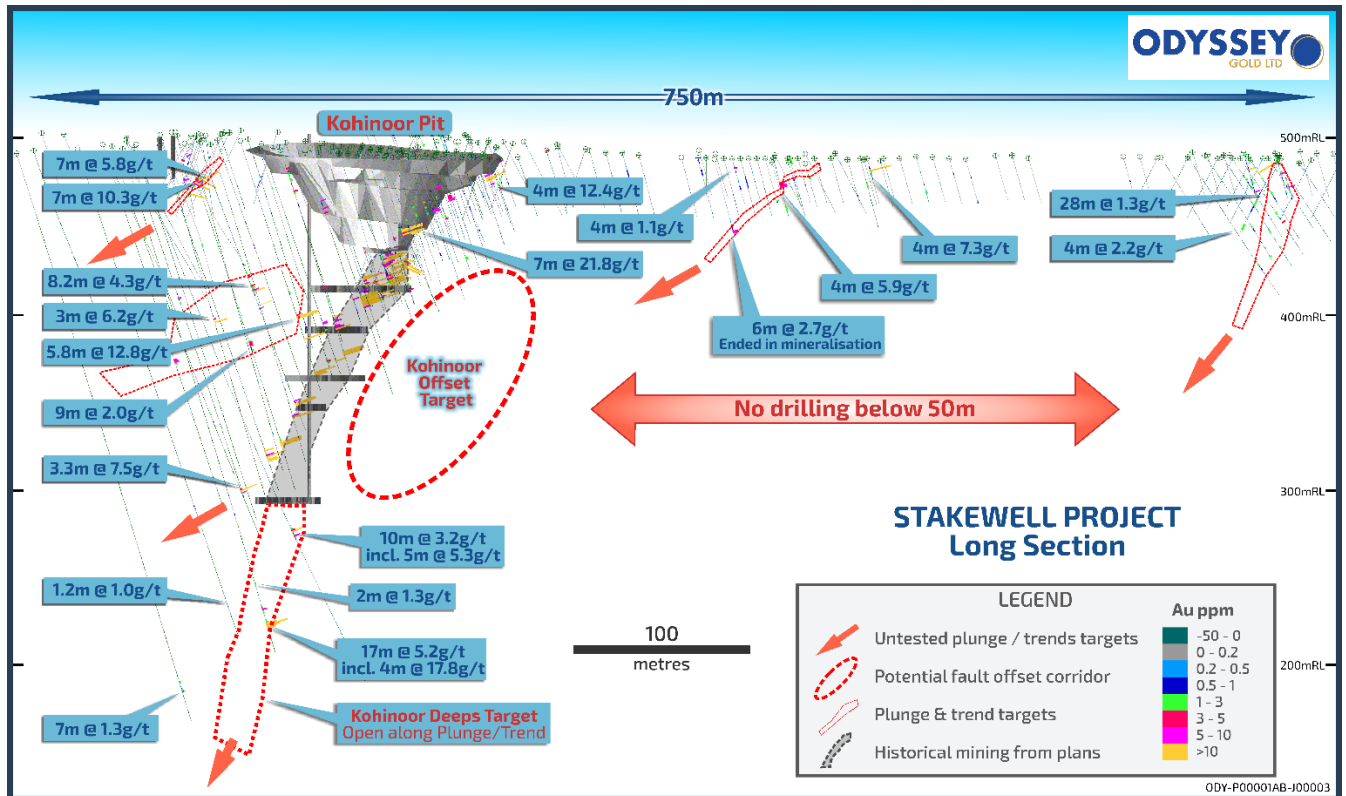 ODYSSEY
GOLD LTD
750m
Kohinoor Pit
500mRL
7m @ 5.8g/t
7m @ 10.3g/t
4m @ 12.4g/t
28m @ 1.3g/t
4m @ 1.1g/t
4m @ 7.3g/t
4m @ 2.2g/t
7m @ 21.8g/t
8.2m @ 4.3g/t
4m @ 5.9g/t
3m @ 6.2g/t
400mRL
6m @ 2.7g/t
Ended in mineralisation
5.8m @ 12.8g/t
Kohinoor
Offset
Target
9m @ 2.0g/t
No drilling below 50m
3.3m @ 7.5g/t
300mRL
STAKEWELL PROJECT
Long Section
10m @ 3.2g/t
incl. 5m @ 5.3g/t
1.2m @ 1.0g/t
2m @ 1.3g/t
100
metres
17m @ 5.2g/t
incl. 4m @ 17.8g/t
200mRL
7m @ 1.3g/t
Kohinoor Deeps Target
Open along Plunge/Trend
LEGEND
Untested plunge / trends targets
Potential fault offset corridor
Plunge & trend targets
Historical mining from plans
Au ppm
-50 - 0
0 - 0.2
0.2 - 0.5
0.5 - 1
1 - 3
3 - 5
5 - 10
>10
ODY-P00001AB-J00003